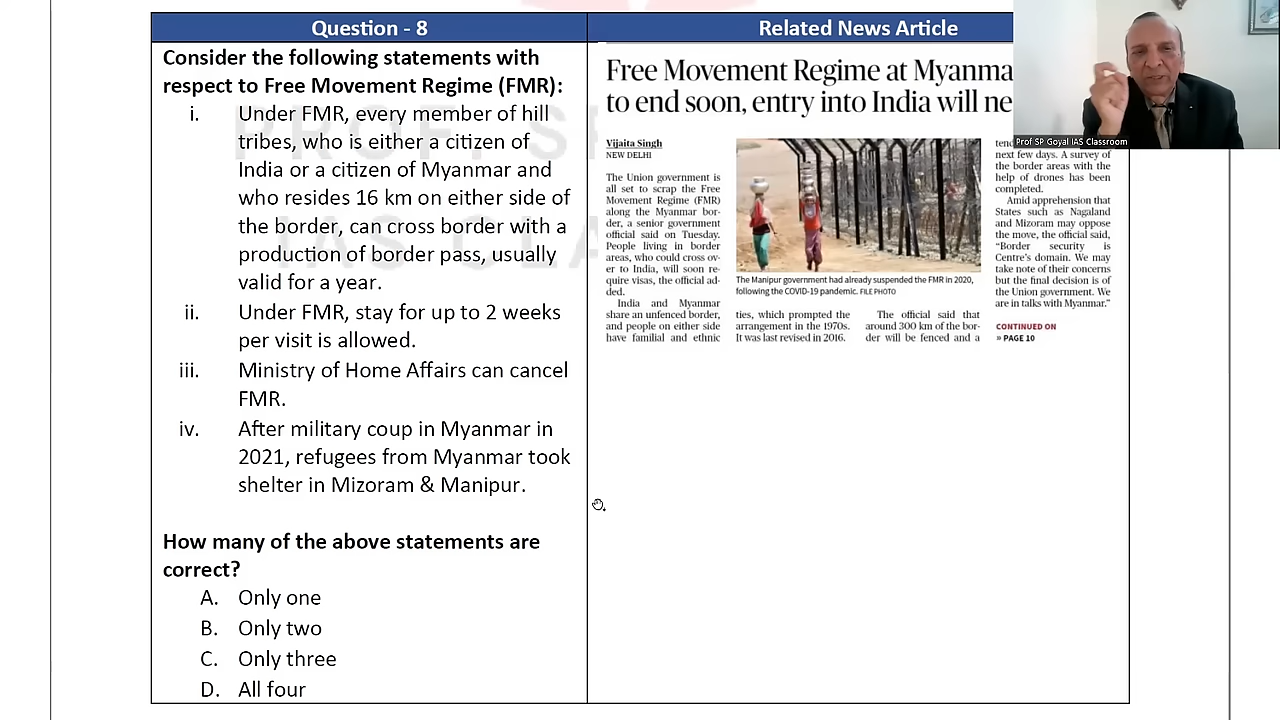 Question - 8
Consider the following statements with
respect to Free Movement Regime (FMR):
i. Under FMR, every member of hill
tribes, who is either a citizen of
India or a citizen of Myanmar and
who resides 16 km on either side of
the border, can cross border with a
production of border pass, usually
valid for a year.
ii. Under FMR, stay for up to 2 weeks
per visit is allowed.
iii. Ministry of Home Affairs can cancel
FMR.
iv. After military coup in Myanmar in
2021, refugees from Myanmar took
shelter in Mizoram & Manipur.
How many of the above statements are
correct?
A. Only one
B. Only two
C. Only three
D. All four
Related News Article
Free Movement Regime at Myanma
to end soon, entry into India will ne
Vijaita Singh
NEW DELHI
The Union government is
all set to scrap the Free
Movement Regime (FMR)
along the Myanmar bor-
der, a senior government
official said on Tuesday.
People living in border
areas, who could cross ov-
er to India, will soon re-
quire visas, the official ad-
ded.
India and Myanmar
share an unfenced border,
and people on either side
have familial and ethnic
The Manipur government had already suspended the FMR in 2020,
following the COVID-19 pandemic. FILE PHOTO
ties, which prompted the
arrangement in the 1970s.
It was last revised in 2016.
The official said that
around 300 km of the bor-
der will be fenced and a
next few days. A survey of
the border areas with the
help of drones has been
completed.
Amid apprehension that
States such as Nagaland
and Mizoram may oppose
the move, the official said,
"Border security is
Centre's domain. We may
take note of their concerns
but the final decision is of
the Union government. We
are in talks with Myanmar."
CONTINUED ON
» PAGE 10
Prof SP Goyal IAS Classroom